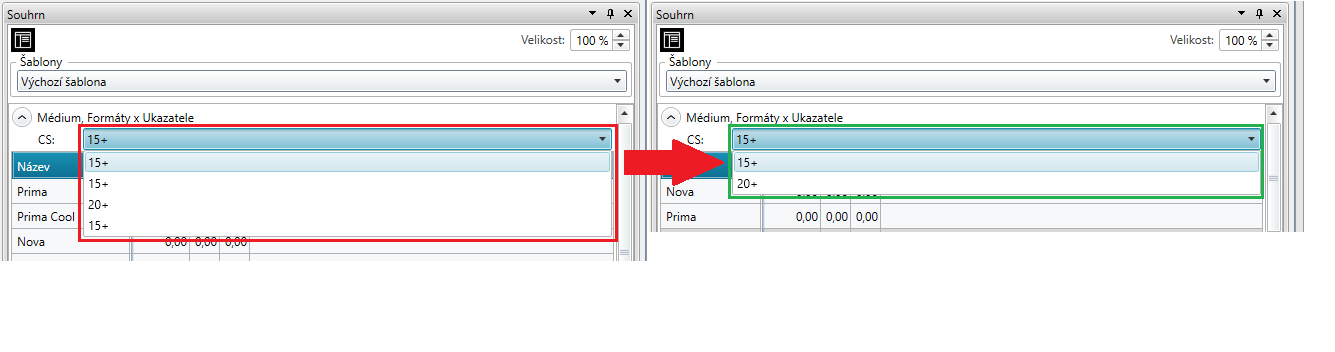 Souhrn
Velikost: 100 %
Šablony
Výchozí šablona
Médium, Formáty x Ukazatele
CS: 15+
15+
15+
20+
15+
Název
Prima
Prima Cool
Nova 0,00 0,00 0,00
Souhrn
Velikost: 100 %
Šablony
Výchozí šablona
Médium, Formáty x Ukazatele
CS: 15+
15+
20+
Nova
Prima 0,00 0,00 0,00